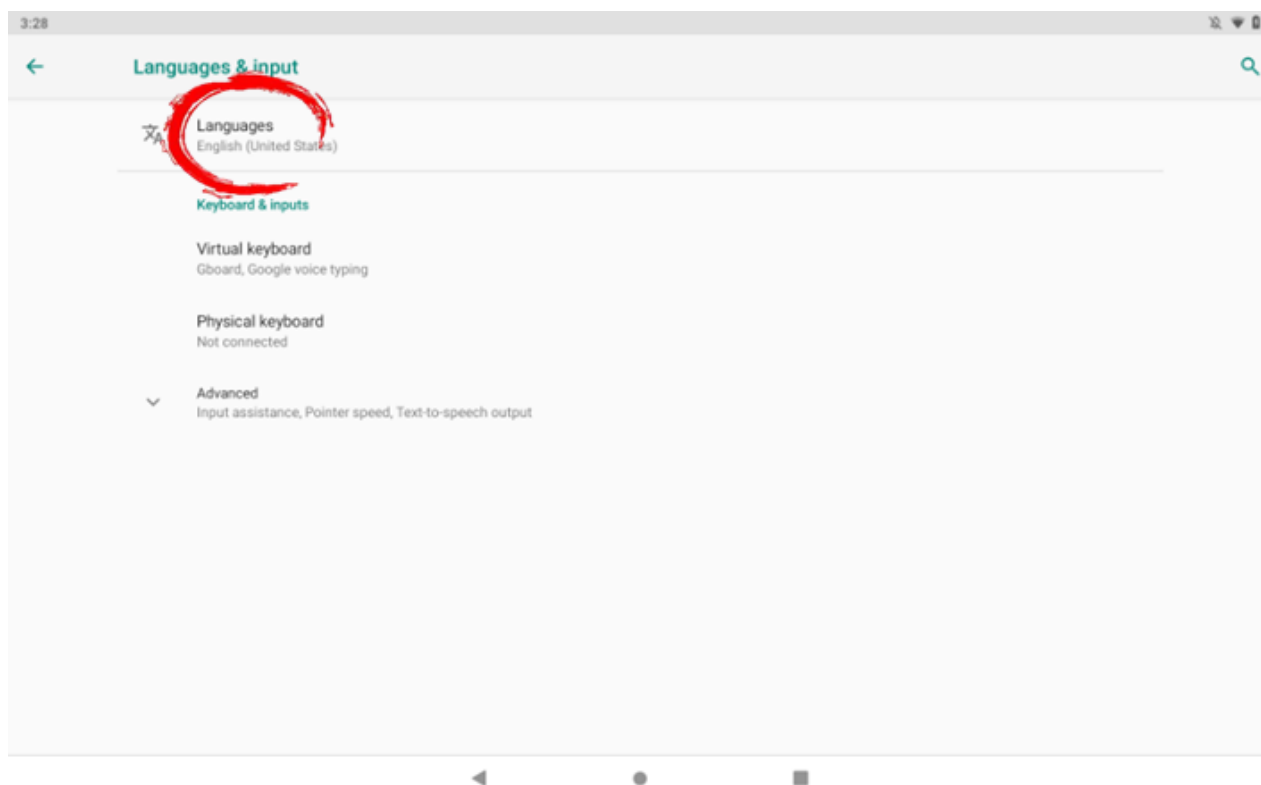 3:28
Languages & input
Languages
English (United States)
Keyboard & inputs
Virtual keyboard
Gboard, Google voice typing
Physical keyboard
Not connected
Advanced
Input assistance, Pointer speed, Text-to-speech output